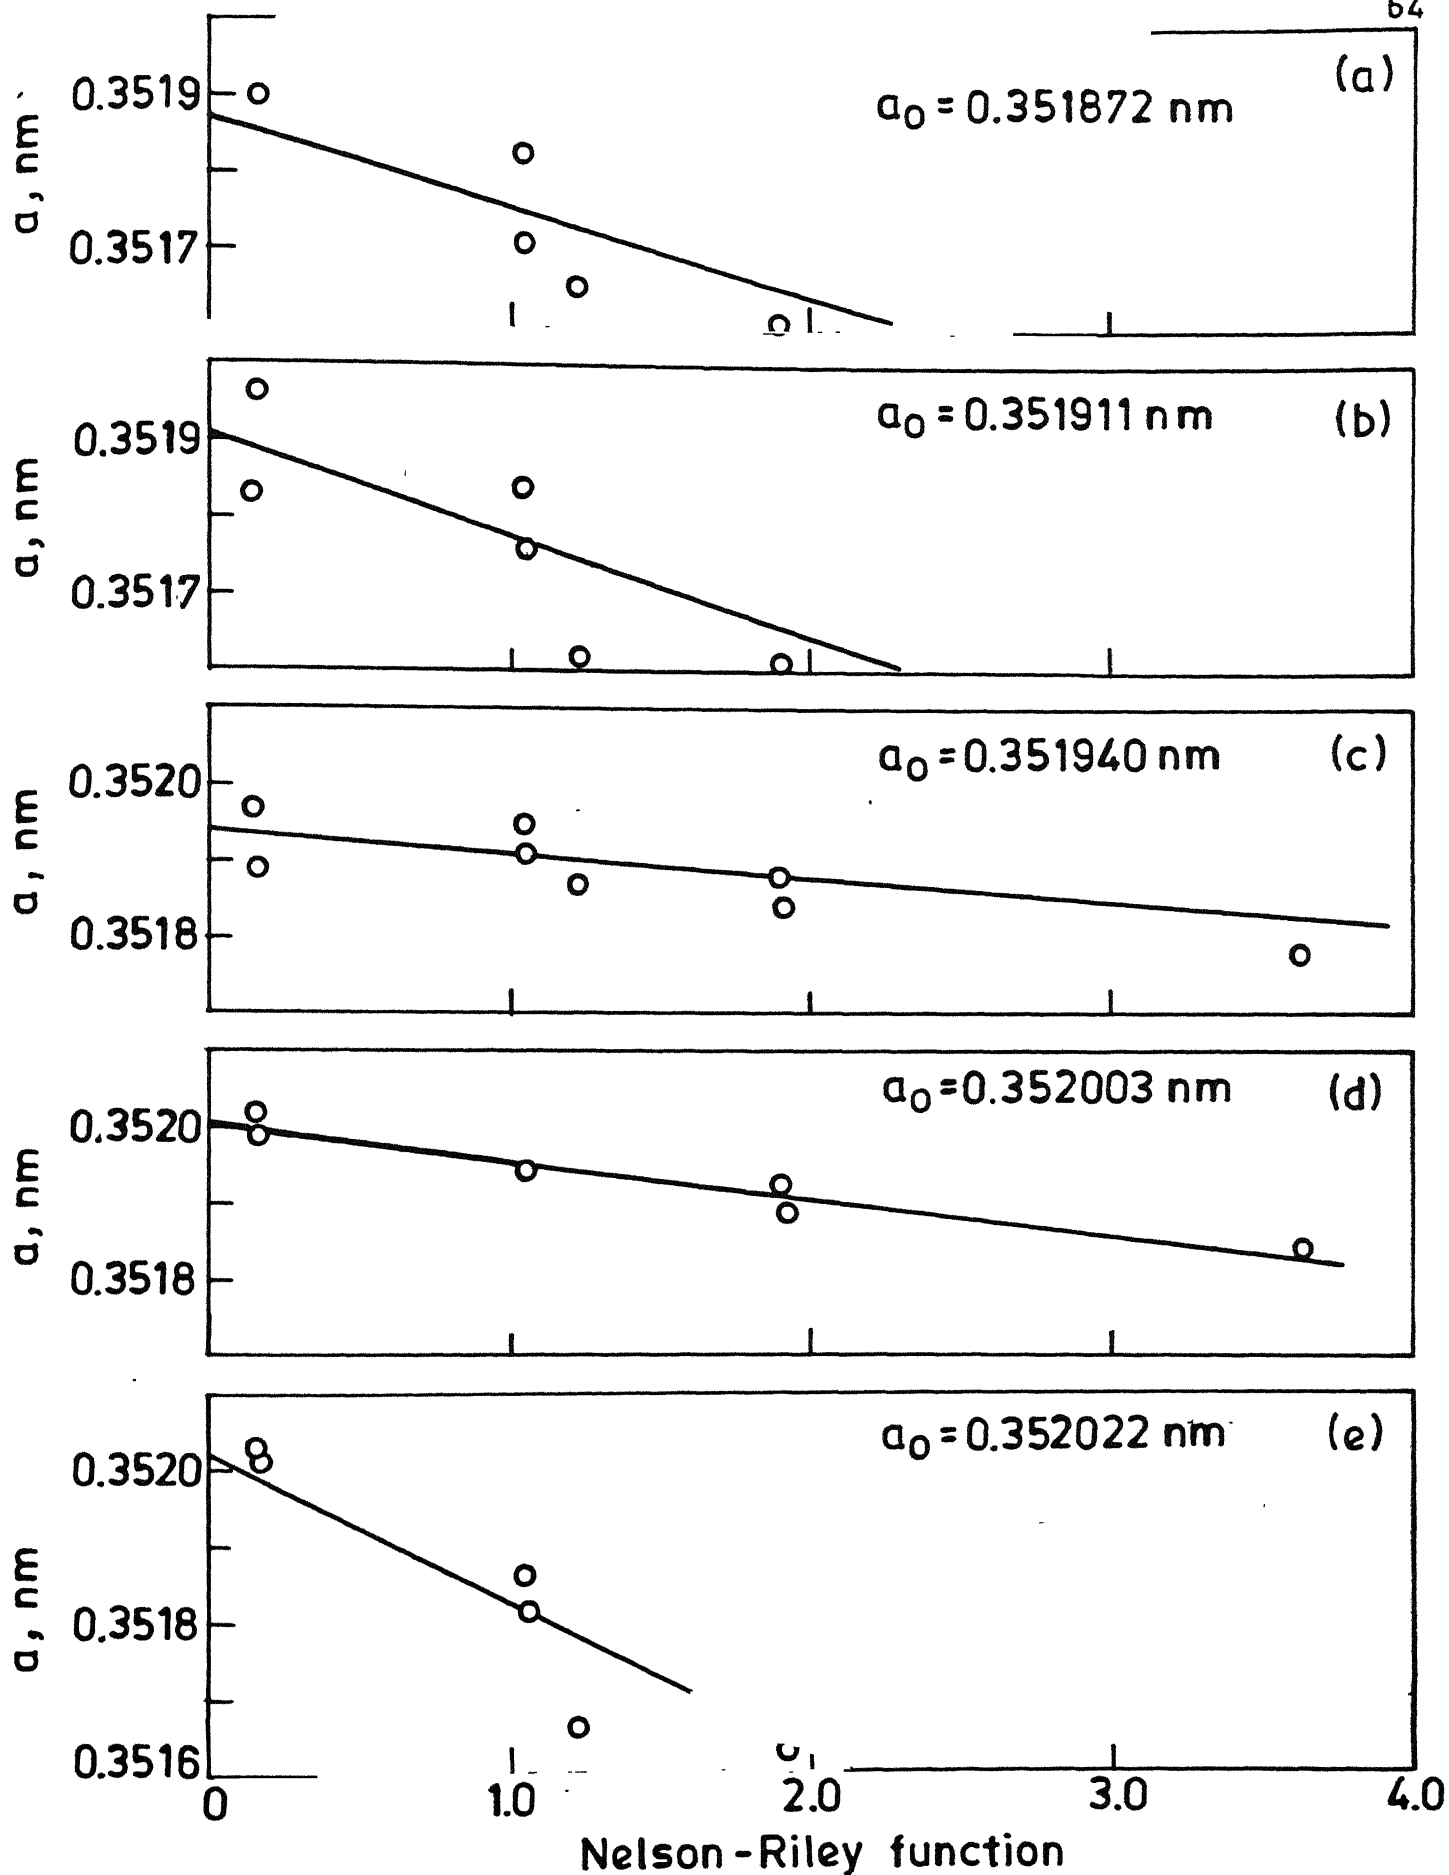 64
(a)
a₀ = 0.351872 nm
0.3519
0.3517
a, nm
(b)
a₀ = 0.351911 nm
0.3519
0.3517
a, nm
(c)
a₀ = 0.351940 nm
0.3520
0.3518
a, nm
(d)
a₀ = 0.352003 nm
0.3520
0.3518
a, nm
(e)
a₀ = 0.352022 nm
0.3520
0.3518
0.3516
a, nm
0 1.0 2.0 3.0 4.0
Nelson-Riley function